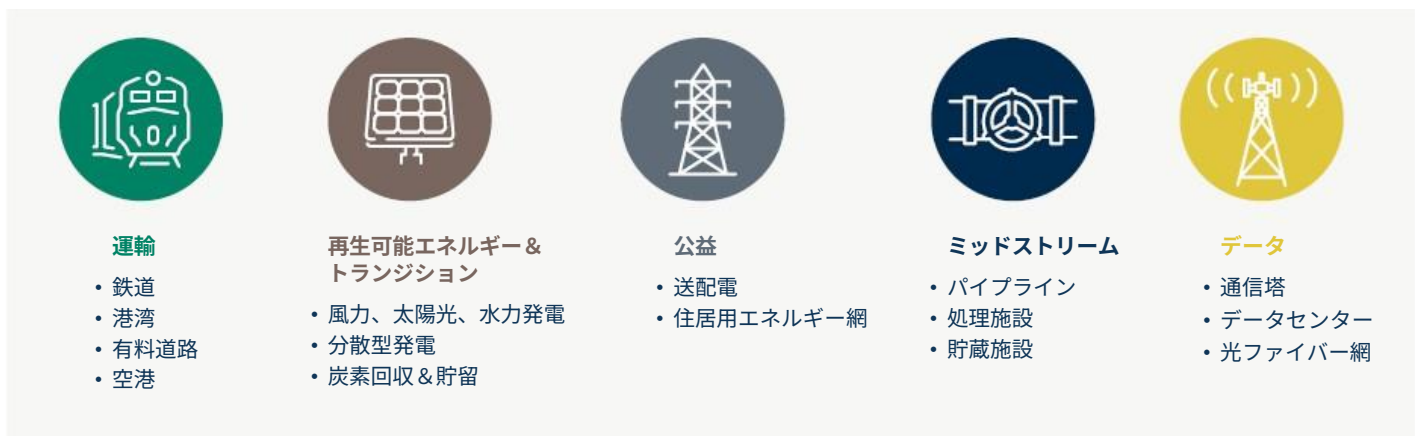 運輸
• 鉄道
• 港湾
• 有料道路
• 空港
再生可能エネルギー＆
トランジション
• 風力、太陽光、水力発電
• 分散型発電
• 炭素回収＆貯留
公益
• 送配電
• 住居用エネルギー網
ミッドストリーム
• パイプライン
• 処理施設
• 貯蔵施設
データ
• 通信塔
• データセンター
• 光ファイバー網